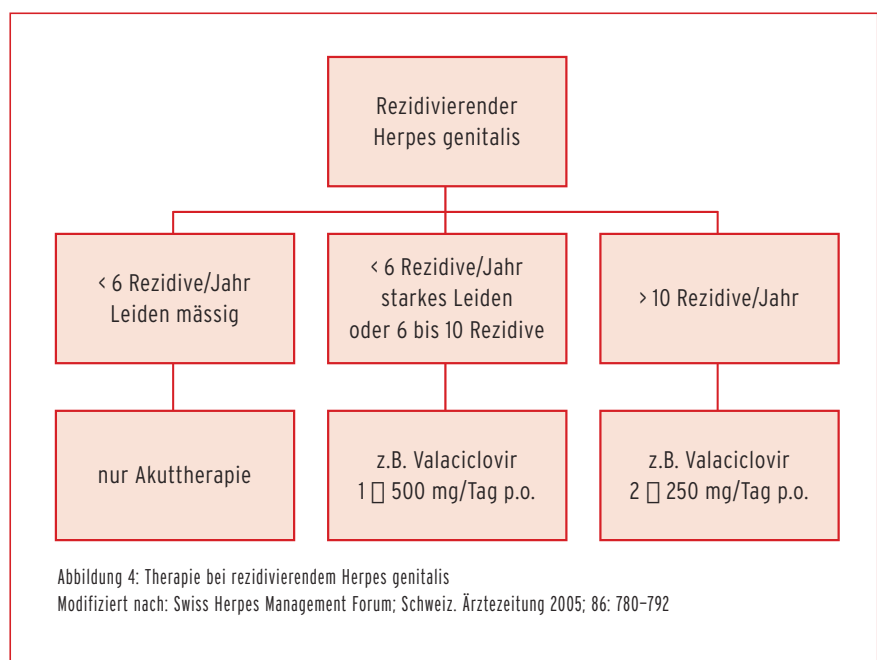 Rezidivierender
Herpes genitalis
< 6 Rezidive/Jahr
Leiden mässig
< 6 Rezidive/Jahr
starkes Leiden
oder 6 bis 10 Rezidive
> 10 Rezidive/Jahr
nur Akuttherapie
z.B. Valaciclovir
1 □ 500 mg/Tag p.o.
z.B. Valaciclovir
2 □ 250 mg/Tag p.o.
Abbildung 4: Therapie bei rezidivierendem Herpes genitalis
Modifiziert nach: Swiss Herpes Management Forum; Schweiz. Ärztezeitung 2005; 86: 780–792